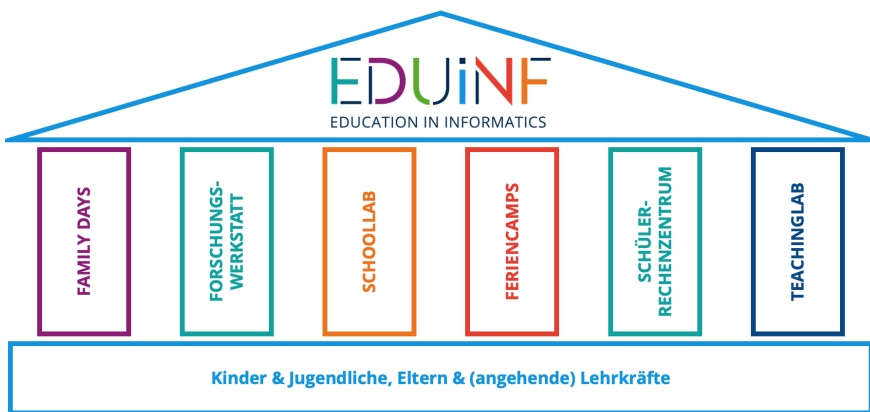 EDUiNF
EDUCATION IN INFORMATICS
FAMILY DAYS
FORSCHUNGS-
WERKSTATT
SCHOOLLAB
FERIENCAMPS
SCHÜLER-
RECHENZENTRUM
TEACHINGLAB
Kinder & Jugendliche, Eltern & (angehende) Lehrkräfte